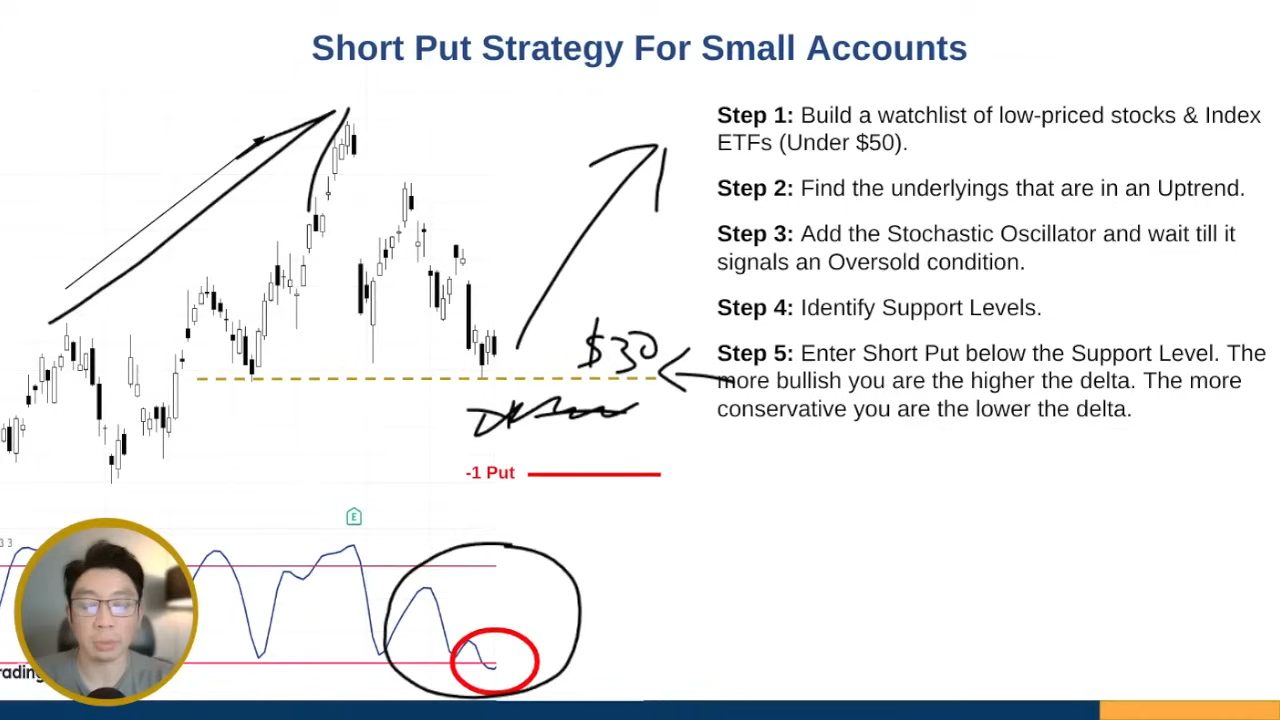 Short Put Strategy For Small Accounts
Step 1: Build a watchlist of low-priced stocks & Index
ETFs (Under $50).
Step 2: Find the underlyings that are in an Uptrend.
Step 3: Add the Stochastic Oscillator and wait till it
signals an Oversold condition.
Step 4: Identify Support Levels.
Step 5: Enter Short Put below the Support Level. The
more bullish you are the higher the delta. The more
conservative you are the lower the delta.
$30
-1 Put
E
3 3
rading